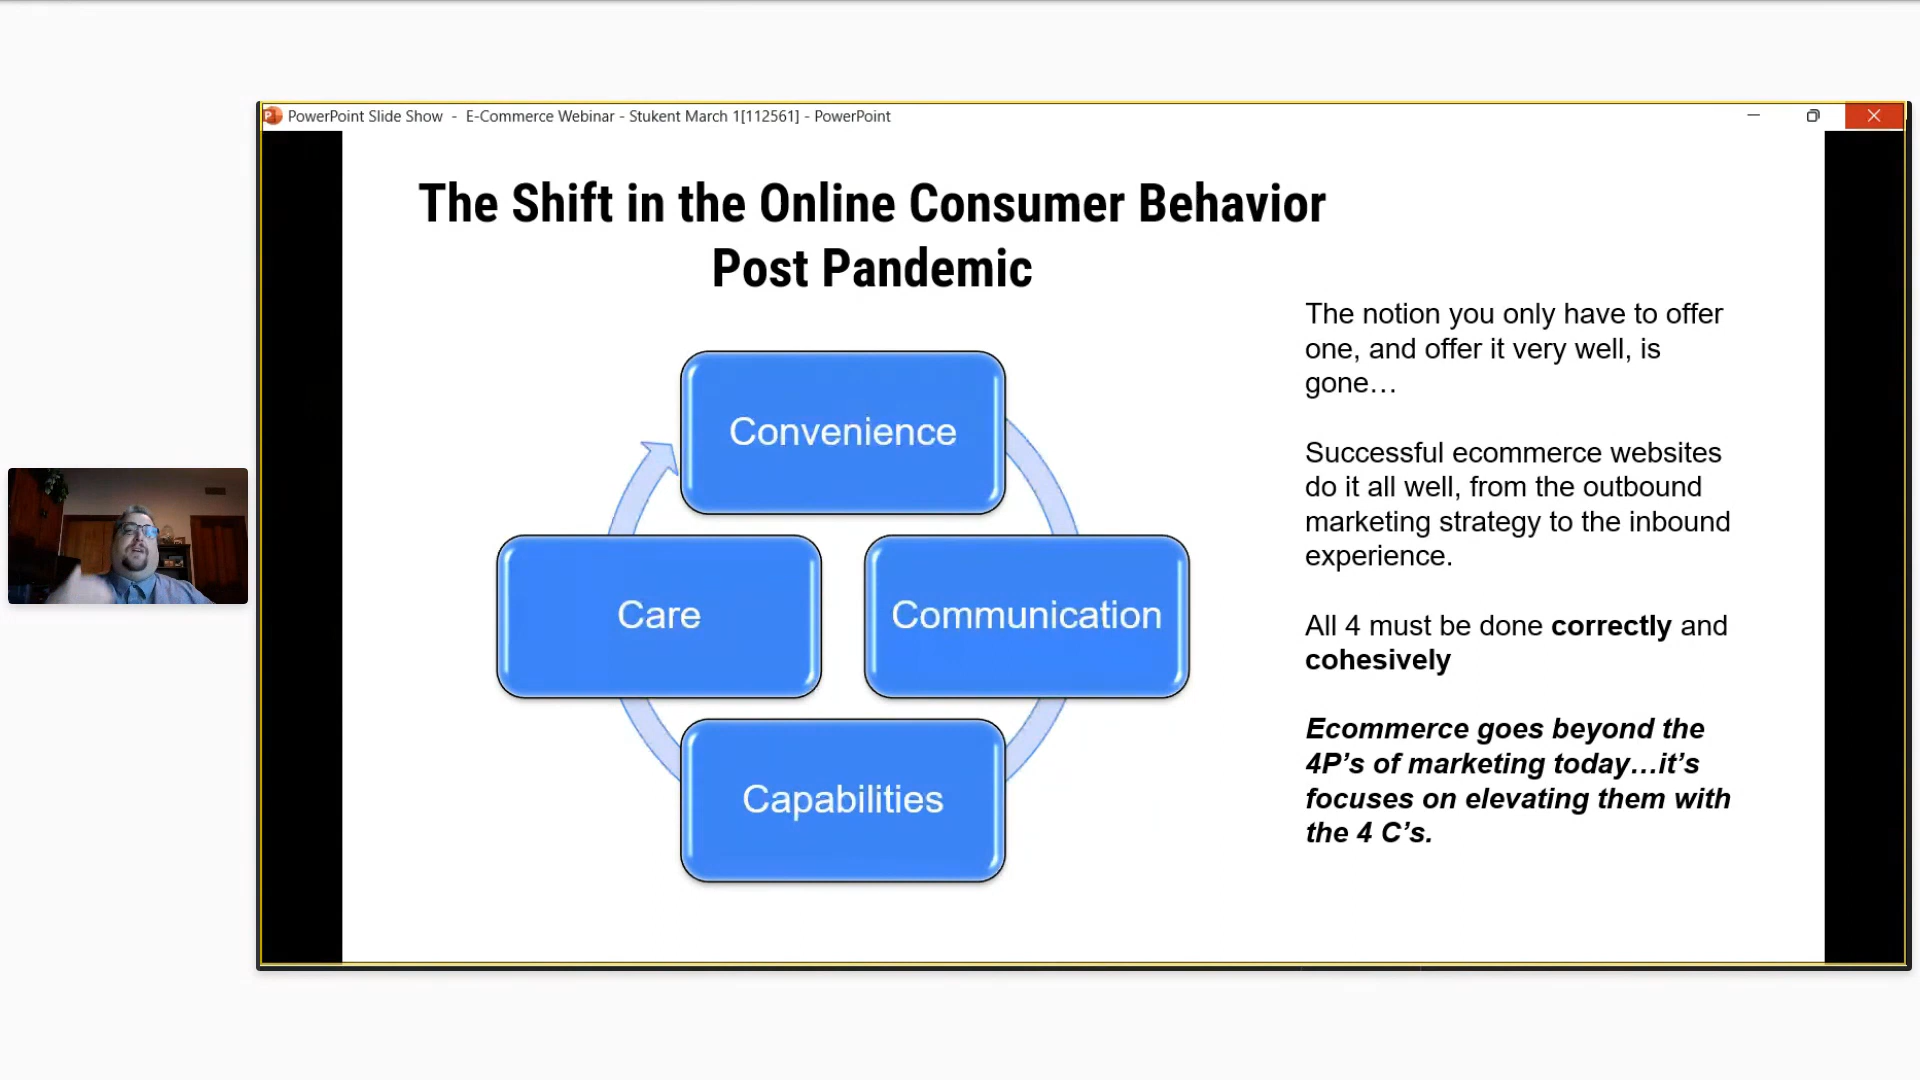 PowerPoint Slide Show - E-Commerce Webinar - Stukent March 1[112561] - PowerPoint
The Shift in the Online Consumer Behavior
Post Pandemic
Convenience
Care
Communication
Capabilities
The notion you only have to offer
one, and offer it very well, is
gone…
Successful ecommerce websites
do it all well, from the outbound
marketing strategy to the inbound
experience.
All 4 must be done correctly and
cohesively
Ecommerce goes beyond the
4P’s of marketing today…it’s
focuses on elevating them with
the 4 C’s.